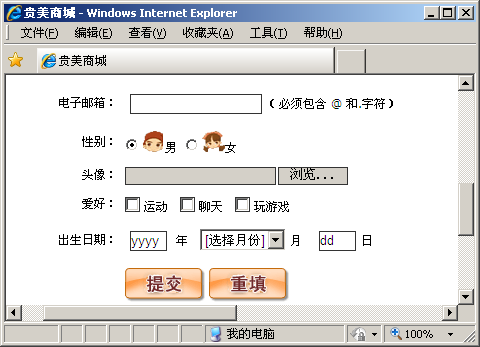 贵美商城 - Windows Internet Explorer
文件(F) 编辑(E) 查看(V) 收藏夹(A) 工具(T) 帮助(H)
贵美商城
电子邮箱： （必须包含 @ 和.字符）
性别： 男 女
头像： 浏览...
爱好： 运动 聊天 玩游戏
出生日期： yyyy 年 [选择月份] 月 dd 日
提交 重填
我的电脑 100%